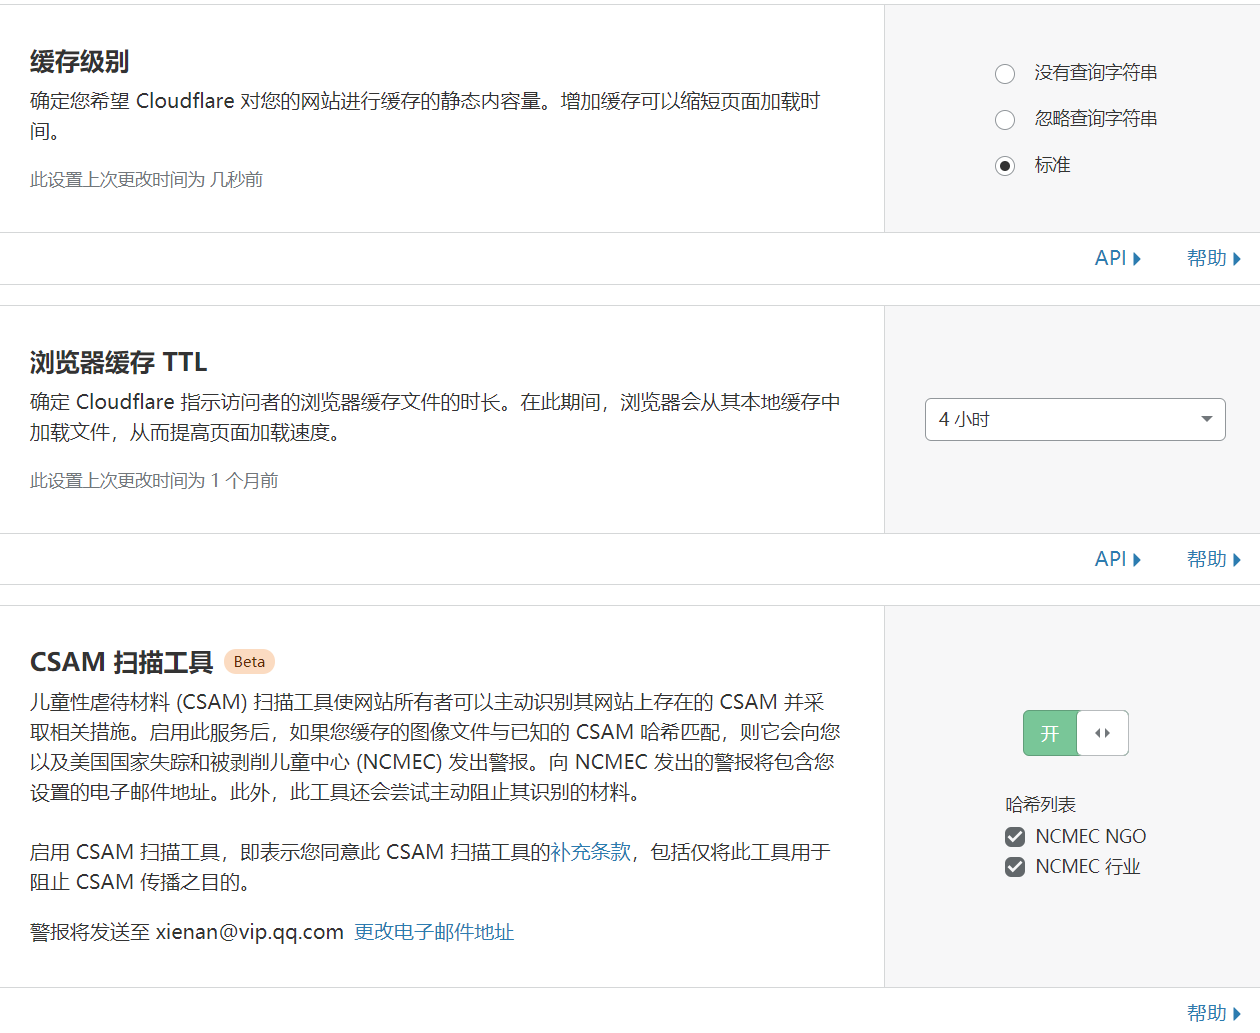 缓存级别
确定您希望 Cloudflare 对您的网站进行缓存的静态内容量。增加缓存可以缩短页面加载时
间。
此设置上次更改时间为 几秒前
没有查询字符串
忽略查询字符串
标准
API
帮助
浏览器缓存 TTL
确定 Cloudflare 指示访问者的浏览器缓存文件的时长。在此期间，浏览器会从其本地缓存中
加载文件，从而提高页面加载速度。
此设置上次更改时间为 1 个月前
4 小时
API
帮助
CSAM 扫描工具 Beta
儿童性虐待材料 (CSAM) 扫描工具使网站所有者可以主动识别其网站上存在的 CSAM 并采
取相关措施。启用此服务后，如果您缓存的图像文件与已知的 CSAM 哈希匹配，则它会向您
以及美国国家失踪和被剥削儿童中心 (NCMEC) 发出警报。向 NCMEC 发出的警报将包含您
设置的电子邮件地址。此外，此工具还会尝试主动阻止其识别的材料。
启用 CSAM 扫描工具，即表示您同意此 CSAM 扫描工具的补充条款，包括仅将此工具用于
阻止 CSAM 传播之目的。
警报将发送至 xienan@vip.qq.com 更改电子邮件地址
开
哈希列表
NCMEC NGO
NCMEC 行业
帮助